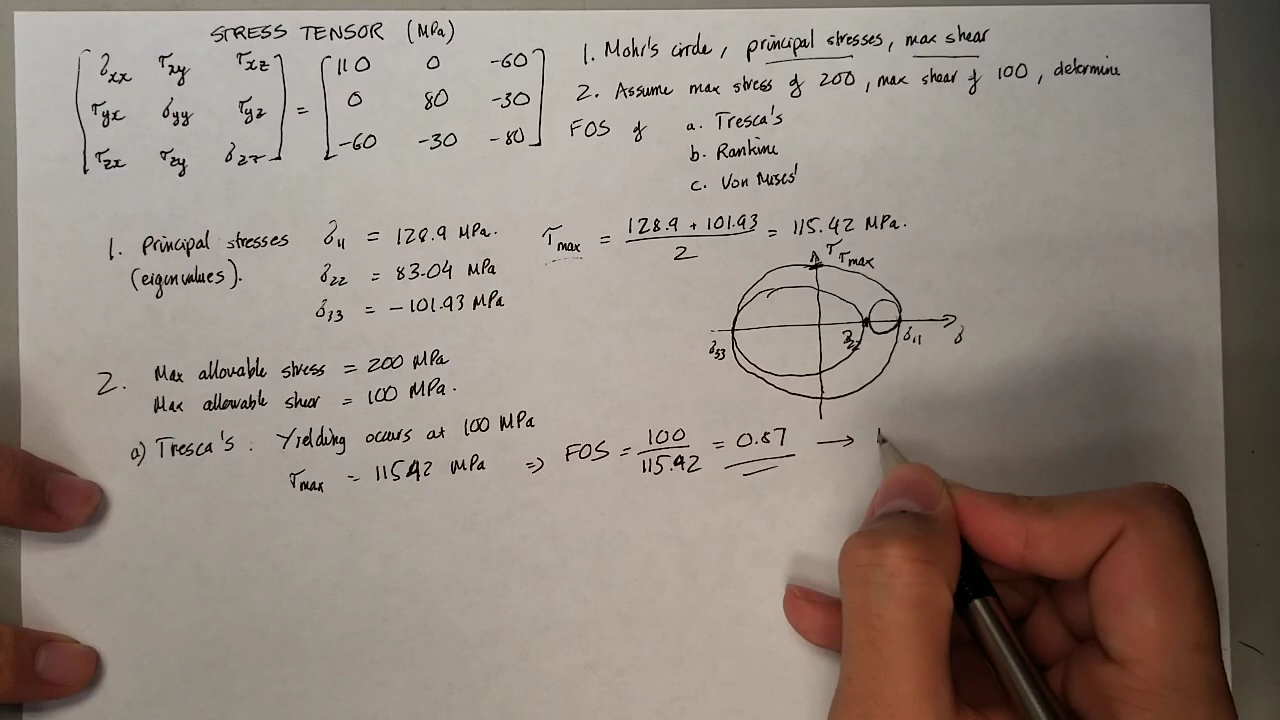 STRESS TENSOR (MPa)
[σxx τxy τxz] = [110 0 -60]
[τyx σyy τyz] [0 80 -30]
[τzx τzy σzz] [-60 -30 -80]
1. Mohr's circle, principal stresses, max shear
2. Assume max stress of 200, max shear of 100, determine
FOS of a. Tresca's
b. Rankine
c. Von Mises'
1. Principal stresses σ11 = 128.9 MPa.
(eigenvalues). σ22 = 83.04 MPa
σ33 = -101.93 MPa
τmax = (128.9 + 101.93)/2 = 115.42 MPa.
τ
τmax
σ33 σ22 σ11 σ
2. Max allowable stress = 200 MPa
Max allowable shear = 100 MPa.
a) Tresca's: Yielding occurs at 100 MPa
τmax = 115.42 MPa ⇒ FOS = 100/115.42 = 0.87 →